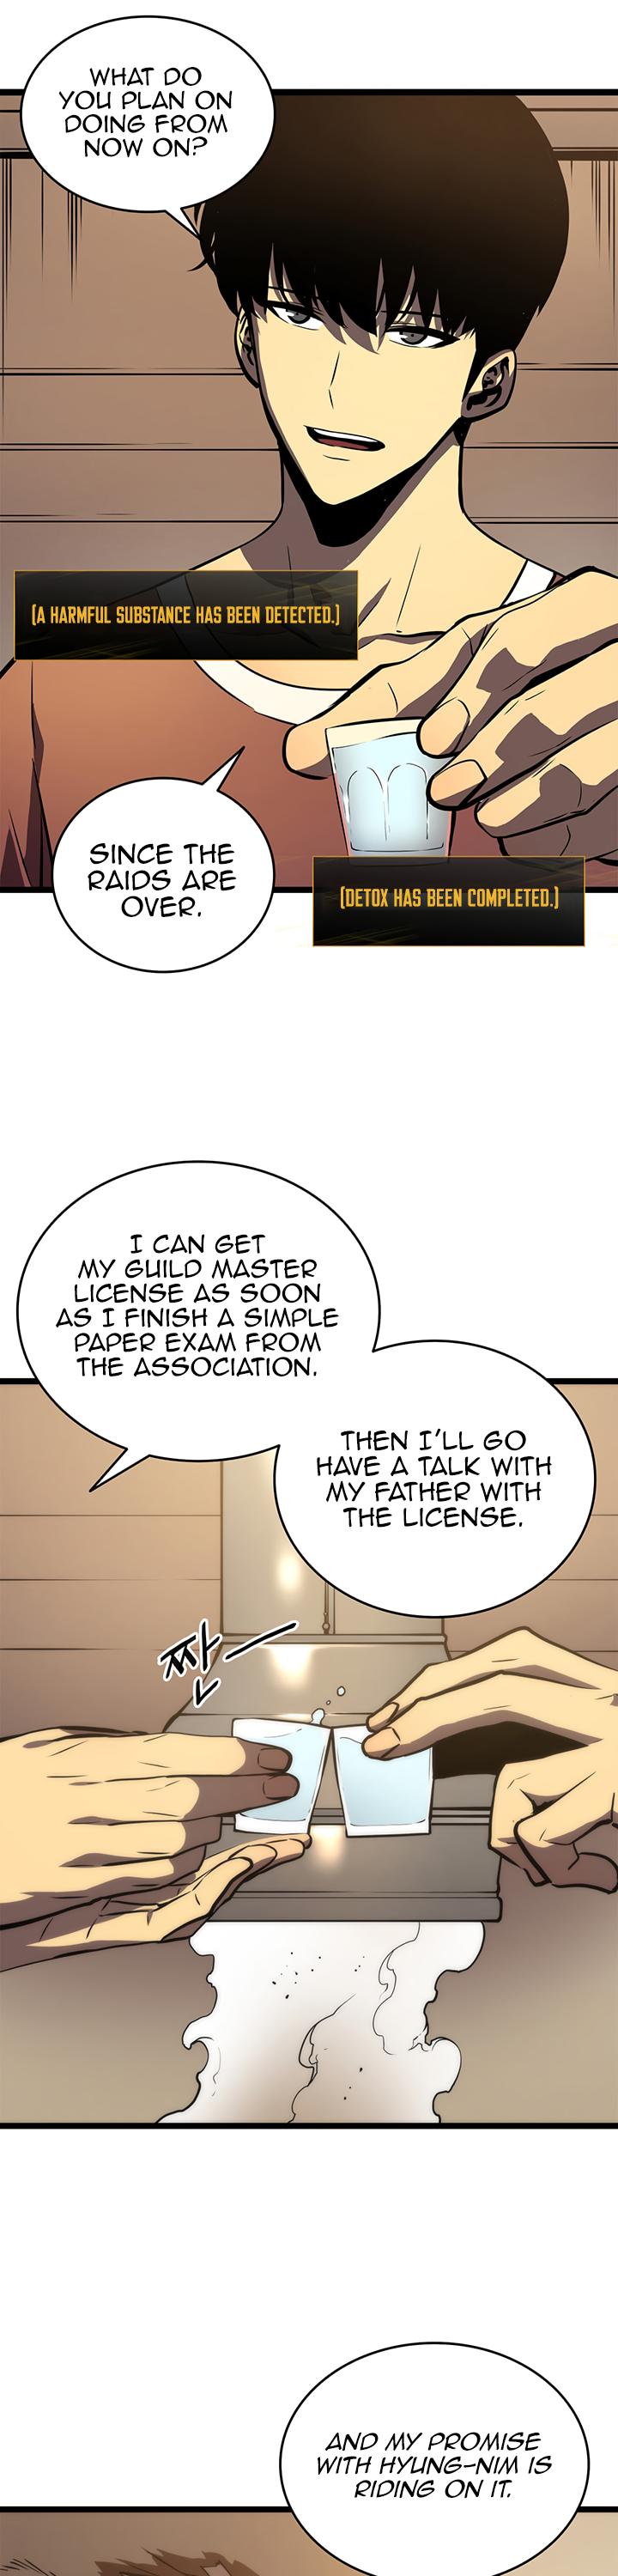 WHAT DO
YOU PLAN ON
DOING FROM
NOW ON?
[A HARMFUL SUBSTANCE HAS BEEN DETECTED.]
SINCE THE
RAIDS ARE
OVER.
[DETOX HAS BEEN COMPLETED.]
I CAN GET
MY GUILD MASTER
LICENSE AS SOON
AS I FINISH A SIMPLE
PAPER EXAM FROM
THE ASSOCIATION.
THEN I'LL GO
HAVE A TALK WITH
MY FATHER WITH
THE LICENSE.
짜
AND MY PROMISE
WITH HYUNG-NIM IS
RIDING ON IT.